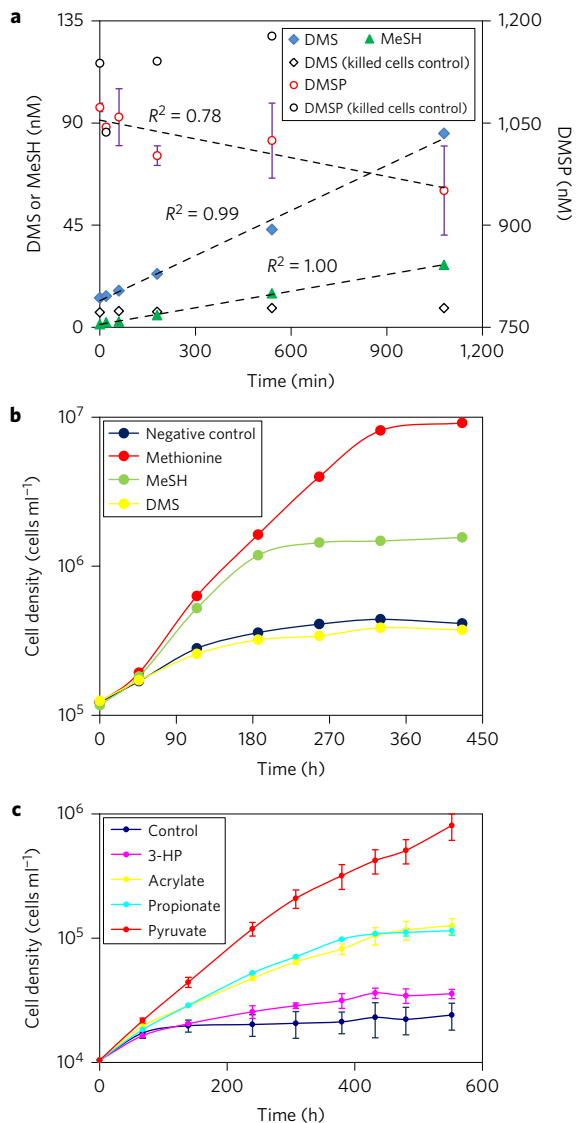 a
135
90
45
0
DMS or MeSH (nM)
1,200
1,050
900
750
DMSP
(nM)
DMS MeSH
DMS (killed cells control)
DMSP
DMSP (killed cells control)
R² = 0.78
R² = 0.99
R² = 1.00
0 300 600 900 1,200
Time (min)
b
10⁷
10⁶
10⁵
Cell density (cells ml⁻¹)
Negative control
Methionine
MeSH
DMS
0 90 180 270 360 450
Time (h)
c
10⁶
10⁵
10⁴
Cell density (cells ml⁻¹)
Control
3-HP
Acrylate
Propionate
Pyruvate
0 200 400 600
Time (h)